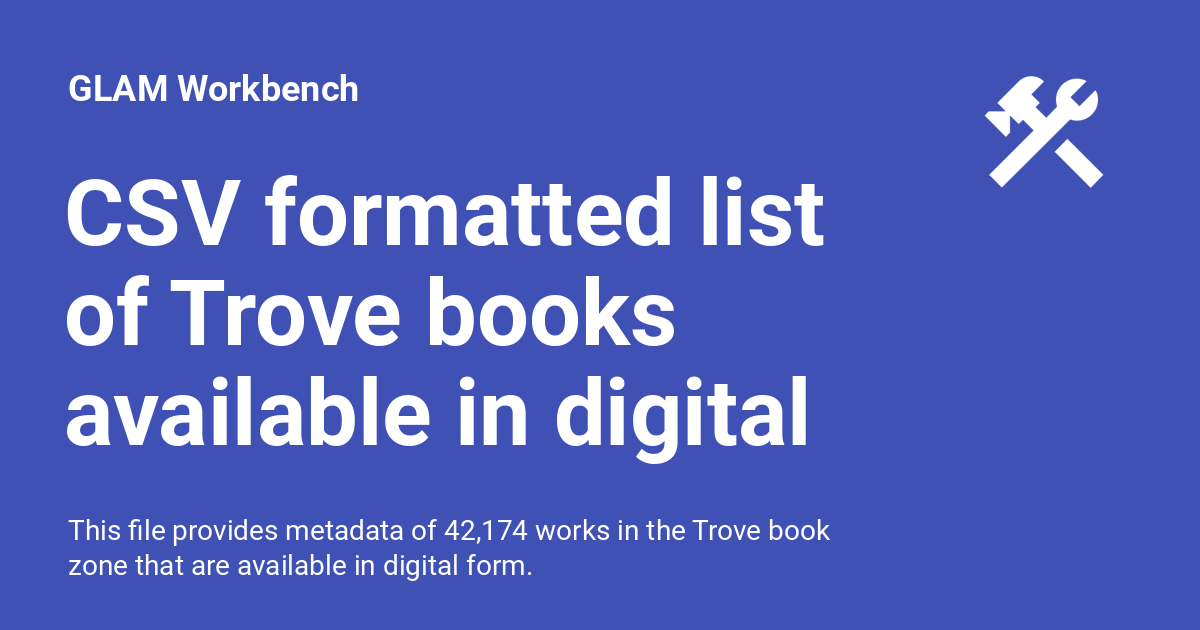 GLAM Workbench
CSV formatted list
of Trove books
available in digital
This file provides metadata of 42,174 works in the Trove book
zone that are available in digital form.